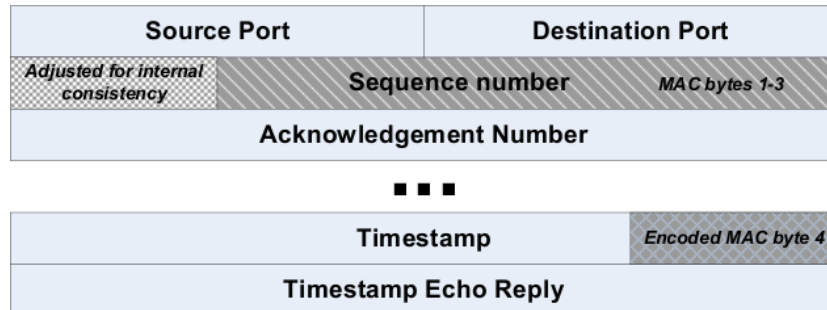 Source Port Destination Port
Adjusted for internal
consistency
Sequence number MAC bytes 1-3
Acknowledgement Number
Timestamp Encoded MAC byte 4
Timestamp Echo Reply